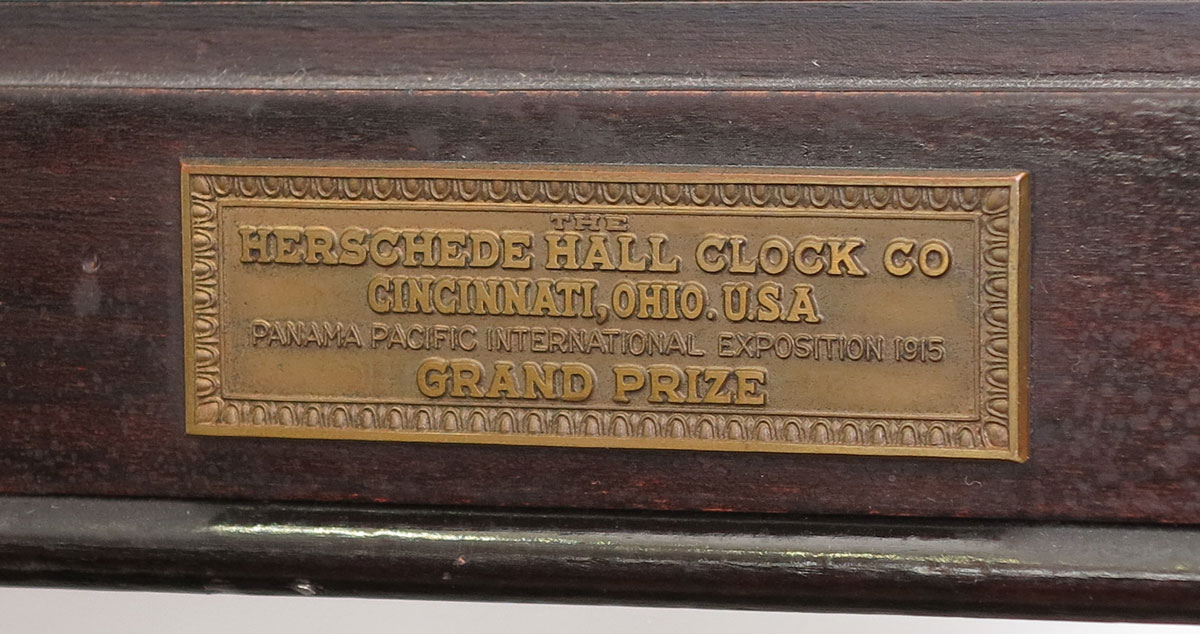 THE
HERSCHEDE HALL CLOCK CO
CINCINNATI, OHIO. U.S.A
PANAMA PACIFIC INTERNATIONAL EXPOSITION 1915
GRAND PRIZE